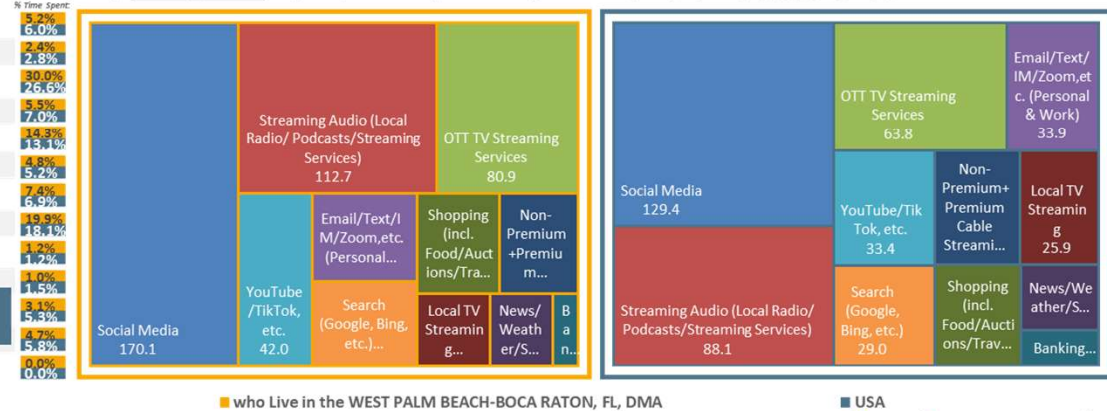 % Time Spent:
5.2%
6.0%
2.4%
2.8%
30.0%
26.6%
5.5%
7.0%
14.3%
13.1%
4.8%
5.2%
7.4%
6.9%
19.9%
18.1%
1.2%
1.2%
1.0%
1.5%
3.1%
5.3%
4.7%
5.8%
0.0%
0.0%
Social Media
170.1
Streaming Audio (Local
Radio/ Podcasts/Streaming
Services)
112.7
OTT TV Streaming
Services
80.9
YouTube
/TikTok,
etc.
42.0
Email/Text/I
M/Zoom,etc.
(Personal...
Search
(Google, Bing,
etc.)...
Shopping
(incl.
Food/Auct
ions/Tra...
Non-
Premium
+Premiu
m...
Local TV
Streamin
g...
News/
Weath
er/S...
B
a
n...
Social Media
129.4
Streaming Audio (Local Radio/
Podcasts/Streaming Services)
88.1
OTT TV Streaming
Services
63.8
Email/Text/
IM/Zoom,et
c. (Personal
& Work)
33.9
YouTube/Tik
Tok, etc.
33.4
Non-
Premium+
Premium
Cable
Streami...
Local TV
Streamin
g
25.9
Search
(Google,
Bing, etc.)
29.0
Shopping
(incl.
Food/Aucti
ons/Trav...
News/We
ather/S...
Banking...
who Live in the WEST PALM BEACH-BOCA RATON, FL, DMA
USA